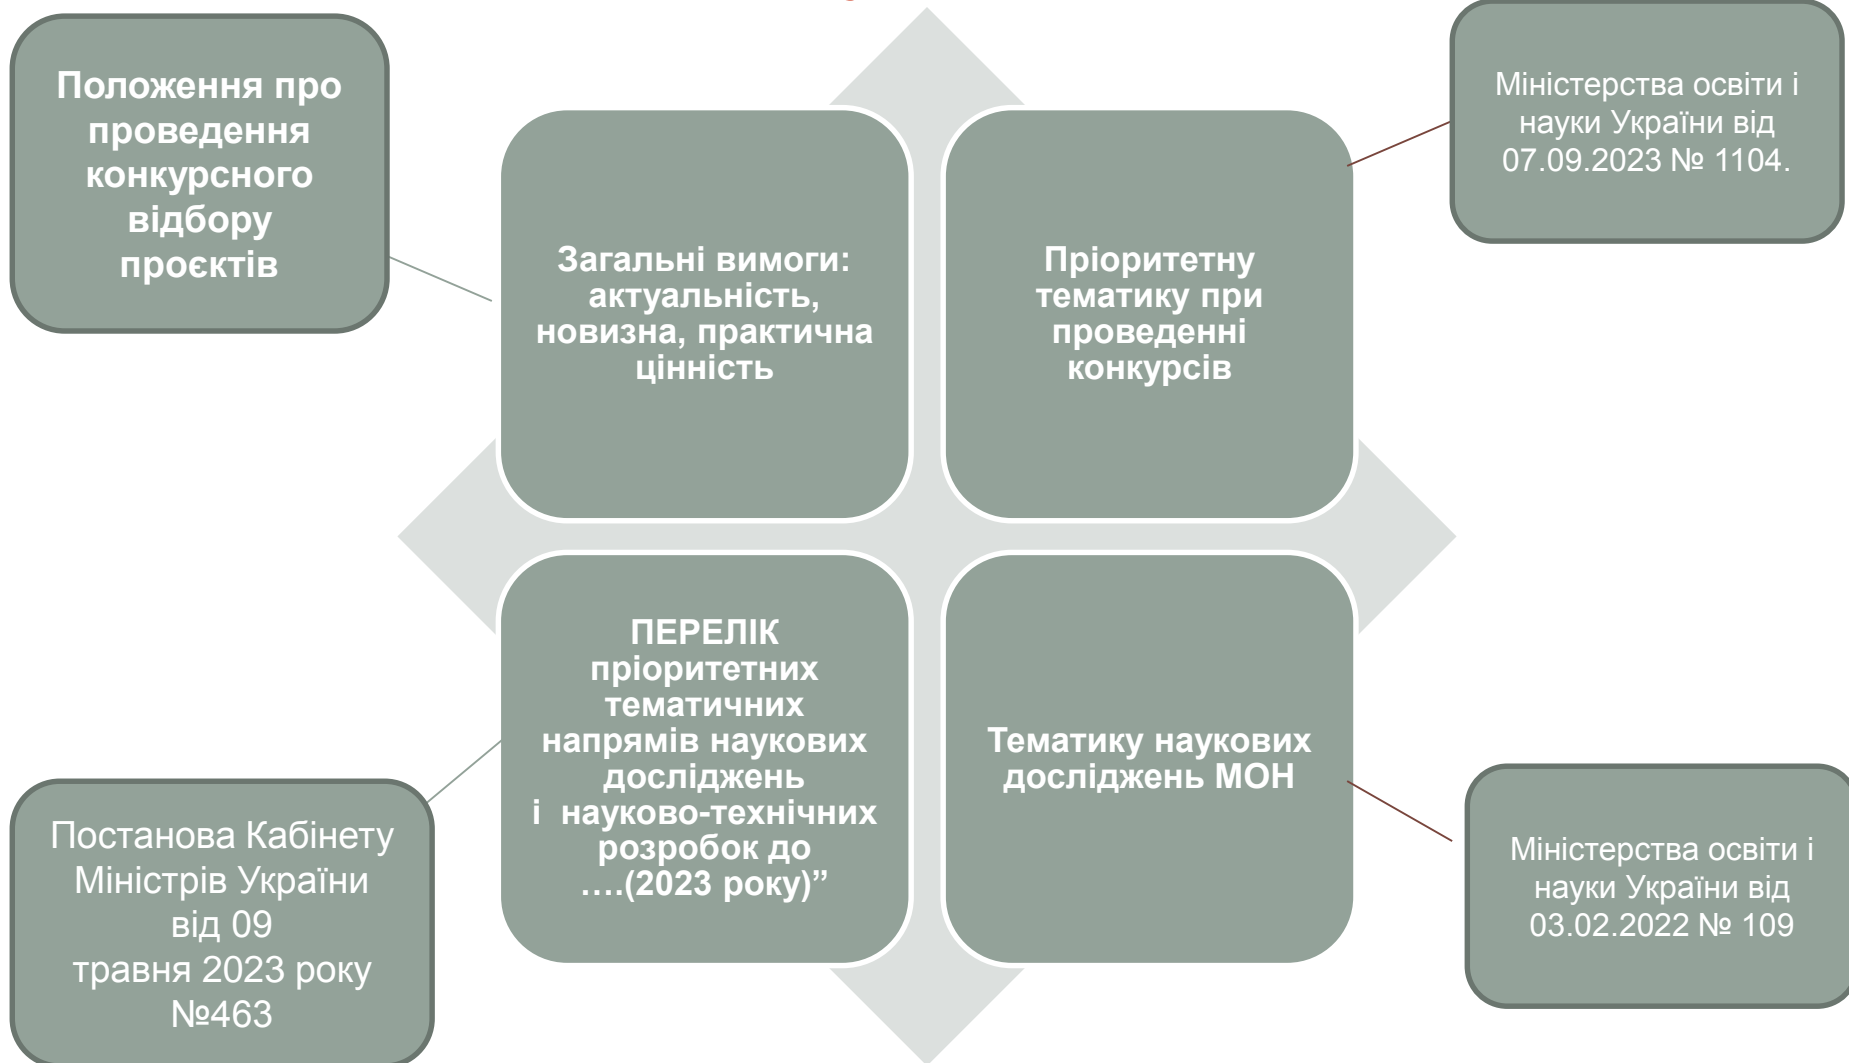 Положення про
проведення
конкурсного
відбору
проєктів
Загальні вимоги:
актуальність,
новизна, практична
цінність
Пріоритетну
тематику при
проведенні
конкурсів
Міністерства освіти і
науки України від
07.09.2023 № 1104.
ПЕРЕЛІК
пріоритетних
тематичних
напрямів наукових
досліджень
і  науково-технічних
розробок до
….(2023 року)”
Тематику наукових
досліджень МОН
Постанова Кабінету
Міністрів України
від 09
травня 2023 року
№463
Міністерства освіти і
науки України від
03.02.2022 № 109